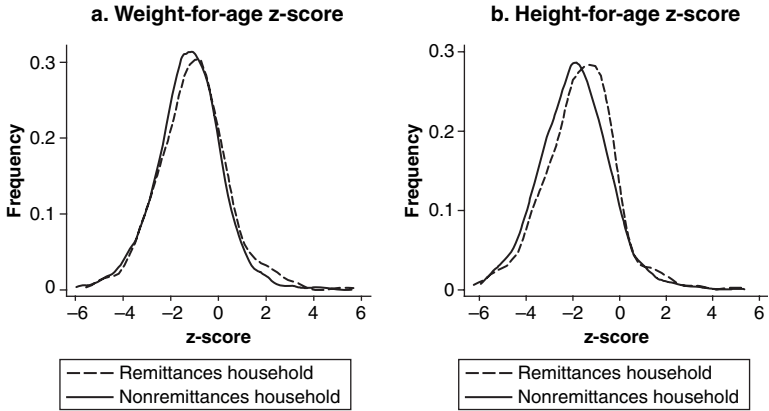 a. Weight-for-age z-score
0.3
0.2
0.1
0
Frequency
–6 –4 –2 0 2 4 6
z-score
Remittances household
Nonremittances household
b. Height-for-age z-score
0.3
0.2
0.1
0
Frequency
–6 –4 –2 0 2 4 6
z-score
Remittances household
Nonremittances household